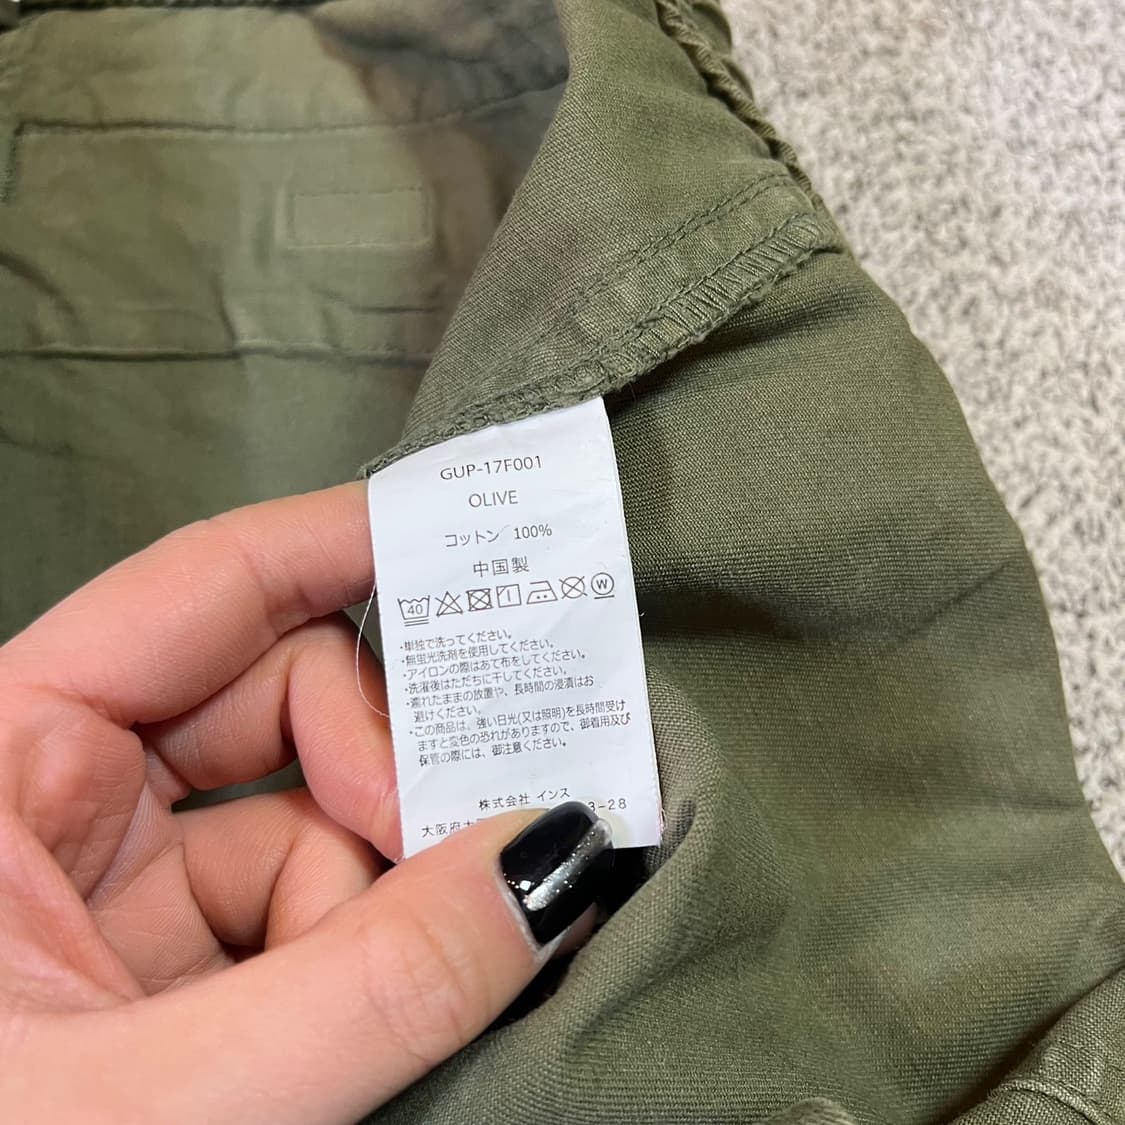 GUP-17F001
OLIVE
コットン 100%
中国製
40 W
・単独で洗ってください。
・無蛍光洗剤を使用してください。
・アイロンの際はあて布をしてください。
・洗濯後はただちに干してください。
・濡れたままの放置や、長時間の浸漬はお
避けください。
・この商品は、強い日光(又は照明)を長時間受け
ますと変色の恐れがありますので、御着用及び
保管の際には、御注意ください。
株式会社 インス
大阪府 3-28